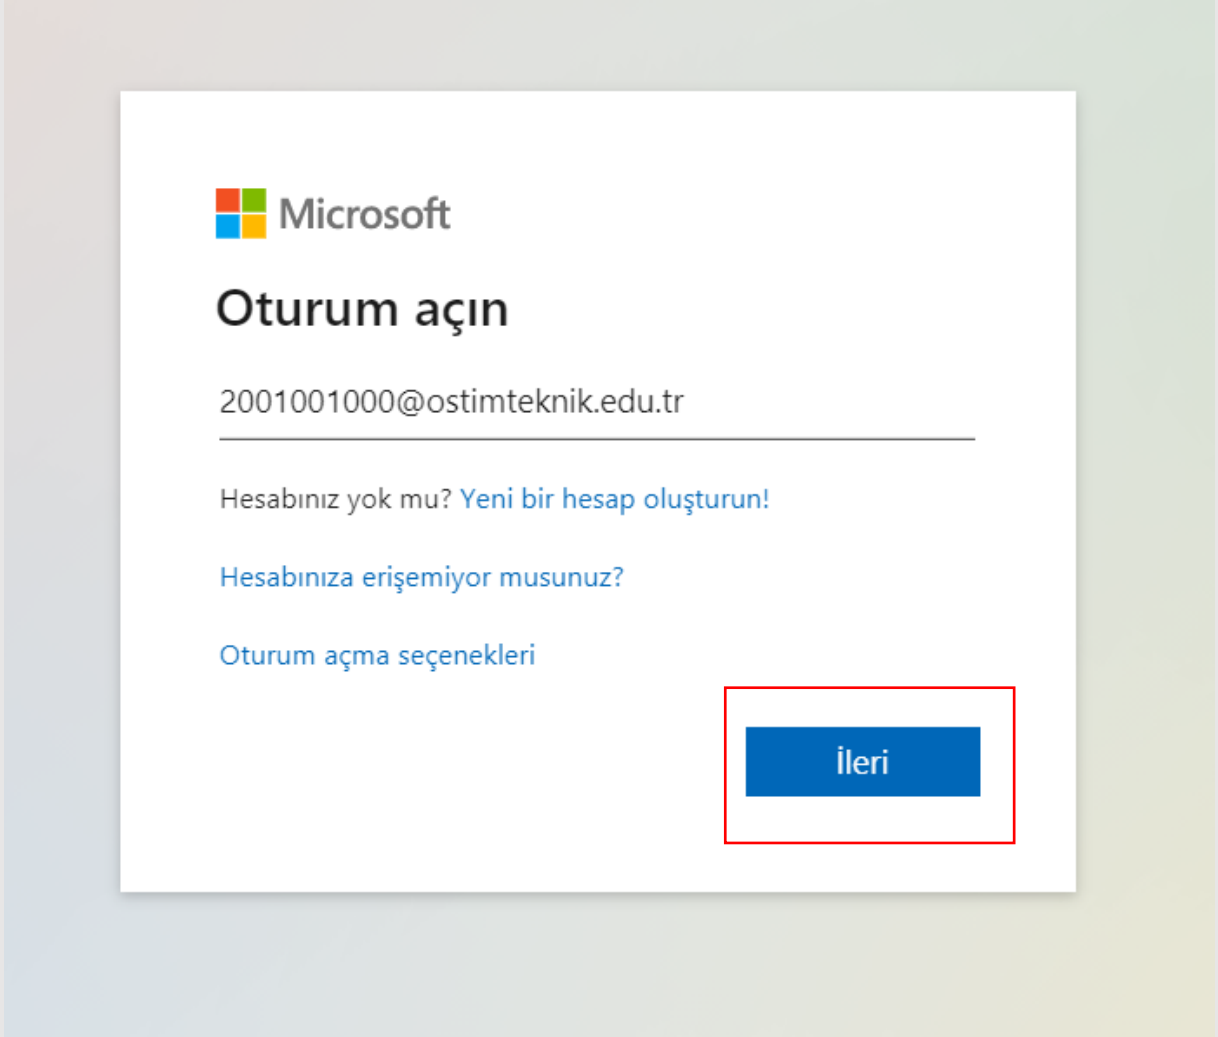 Microsoft
Oturum açın
2001001000@ostimteknik.edu.tr
Hesabınız yok mu? Yeni bir hesap oluşturun!
Hesabınıza erişemiyor musunuz?
Oturum açma seçenekleri
İleri